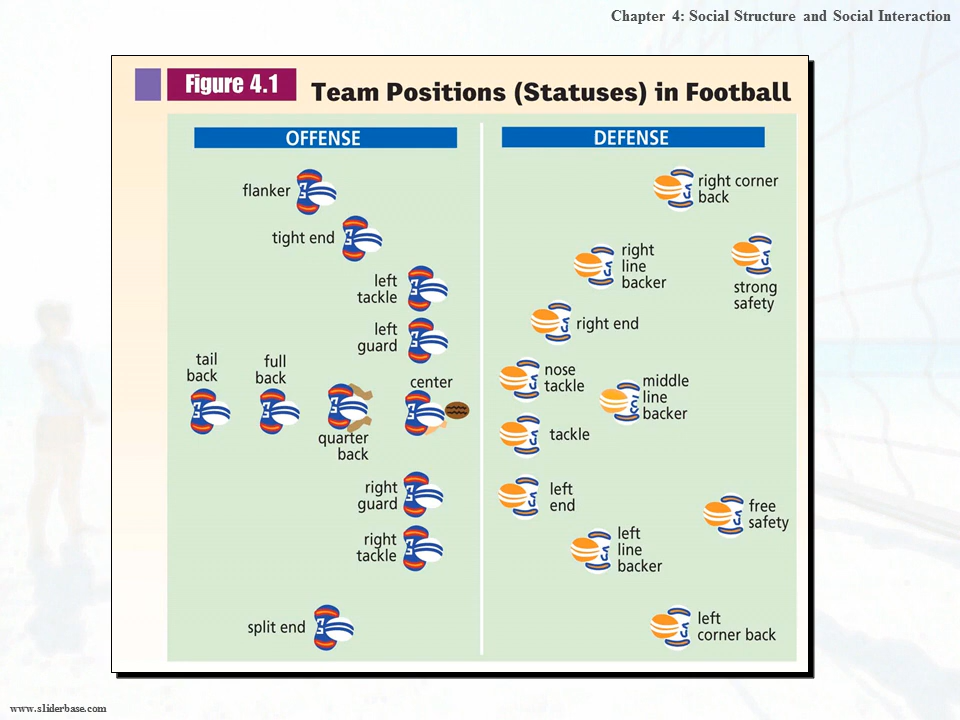 Chapter 4: Social Structure and Social Interaction
Figure 4.1
Team Positions (Statuses) in Football
OFFENSE
flanker
tight end
left
tackle
left
guard
tail
back
full
back
quarter
back
center
right
guard
right
tackle
split end
DEFENSE
right corner
back
right
line
backer
strong
safety
right end
nose
tackle
middle
line
backer
tackle
left
end
free
safety
left
line
backer
left
corner back
www.sliderbase.com